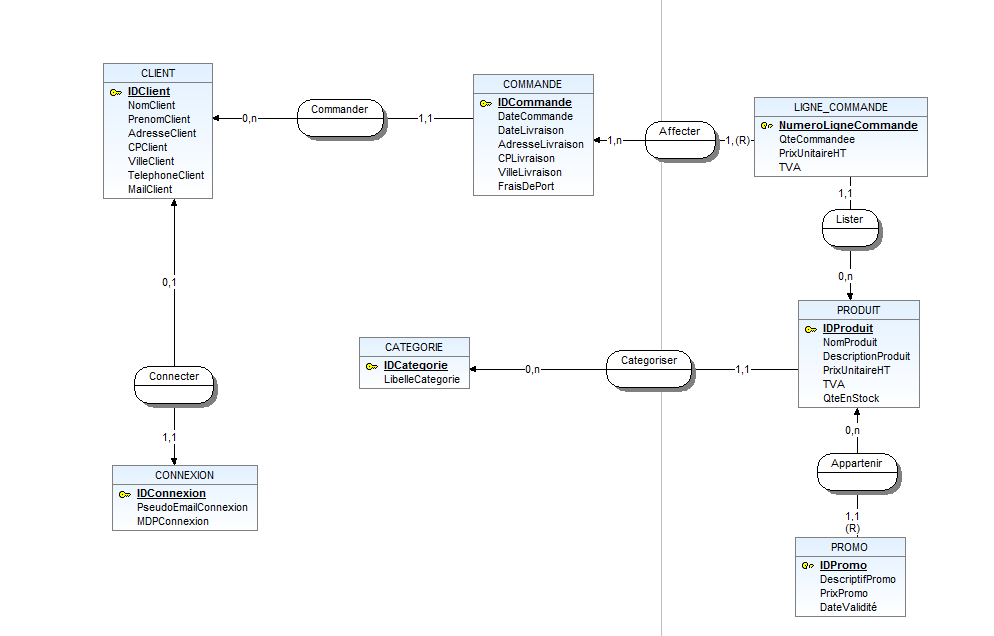 CLIENT
IDClient
NomClient
PrenomClient
AdresseClient
CPClient
VilleClient
TelephoneClient
MailClient
0,n
Commander
1,1
COMMANDE
IDCommande
DateCommande
DateLivraison
AdresseLivraison
CPLivraison
VilleLivraison
FraisDePort
1,n
Affecter
1,(R)
LIGNE_COMMANDE
NumeroLigneCommande
QteCommandee
PrixUnitaireHT
TVA
1,1
Lister
0,n
PRODUIT
IDProduit
NomProduit
DescriptionProduit
PrixUnitaireHT
TVA
QteEnStock
0,1
Connecter
1,1
CONNEXION
IDConnexion
PseudoEmailConnexion
MDPConnexion
CATEGORIE
IDCategorie
LibelleCategorie
0,n
Categoriser
1,1
0,n
Appartenir
1,1
(R)
PROMO
IDPromo
DescriptifPromo
PrixPromo
DateValidité